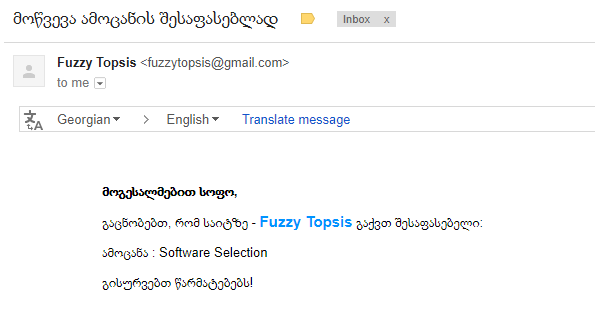 მოწვევა ამოცანის შესაფასებლად
Inbox x
Fuzzy Topsis <fuzzytopsis@gmail.com>
to me
Georgian > English Translate message
მოგესალმებით სოფო,
გაცნობებთ, რომ საიტზე - Fuzzy Topsis გაქვთ შესაფასებელი:
ამოცანა : Software Selection
გისურვებთ წარმატებებს!